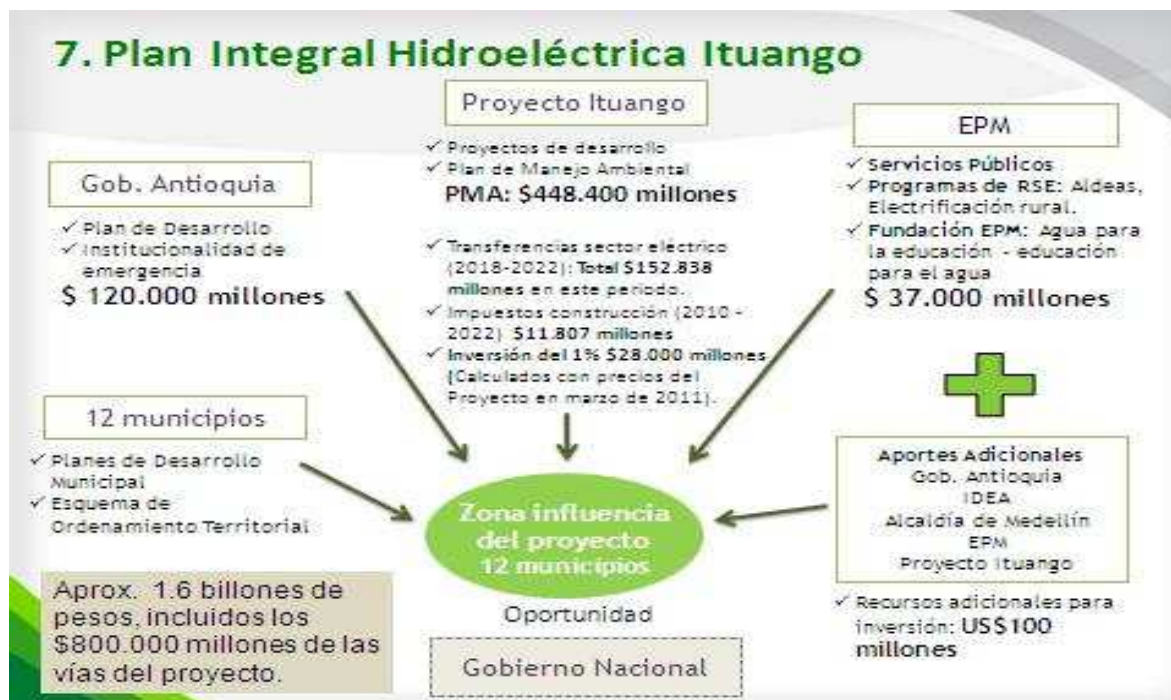 7. Plan Integral Hidroeléctrica Ituango
Gob. Antioquia
✓ Plan de Desarrollo
✓ Institucionalidad de
emergencia
$ 120.000 millones
Proyecto Ituango
✓ Proyectos de desarrollo
✓ Plan de Manejo Ambiental
PMA: $448.400 millones
✓ Transferencias sector eléctrico
(2018-2022): Total $152.838
millones en este periodo.
✓ Impuestos construcción (2010 -
2022) $11.807 millones
✓ Inversión del 1% $28.000 millones
(Calculados con precios del
Proyecto en marzo de 2011).
EPM
✓ Servicios Públicos
✓ Programas de RSE: Aldeas,
Electrificación rural.
✓ Fundación EPM: Agua para
la educación - educación
para el agua
$ 37.000 millones
12 municipios
✓ Planes de Desarrollo
Municipal
✓ Esquema de
Ordenamiento Territorial
Zona influencia
del proyecto
12 municipios
Aportes Adicionales
Gob. Antioquia
IDEA
Alcaldía de Medellín
EPM
Proyecto Ituango
✓ Recursos adicionales para
inversión: US$100
millones
Aprox. 1.6 billones de
pesos, incluidos los
$800.000 millones de las
vías del proyecto.
Oportunidad
Gobierno Nacional